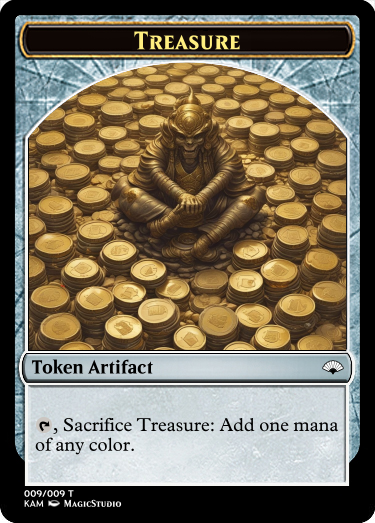 Treasure
Token Artifact
, Sacrifice Treasure: Add one mana
of any color.
009/009 T
KAM MagicStudio